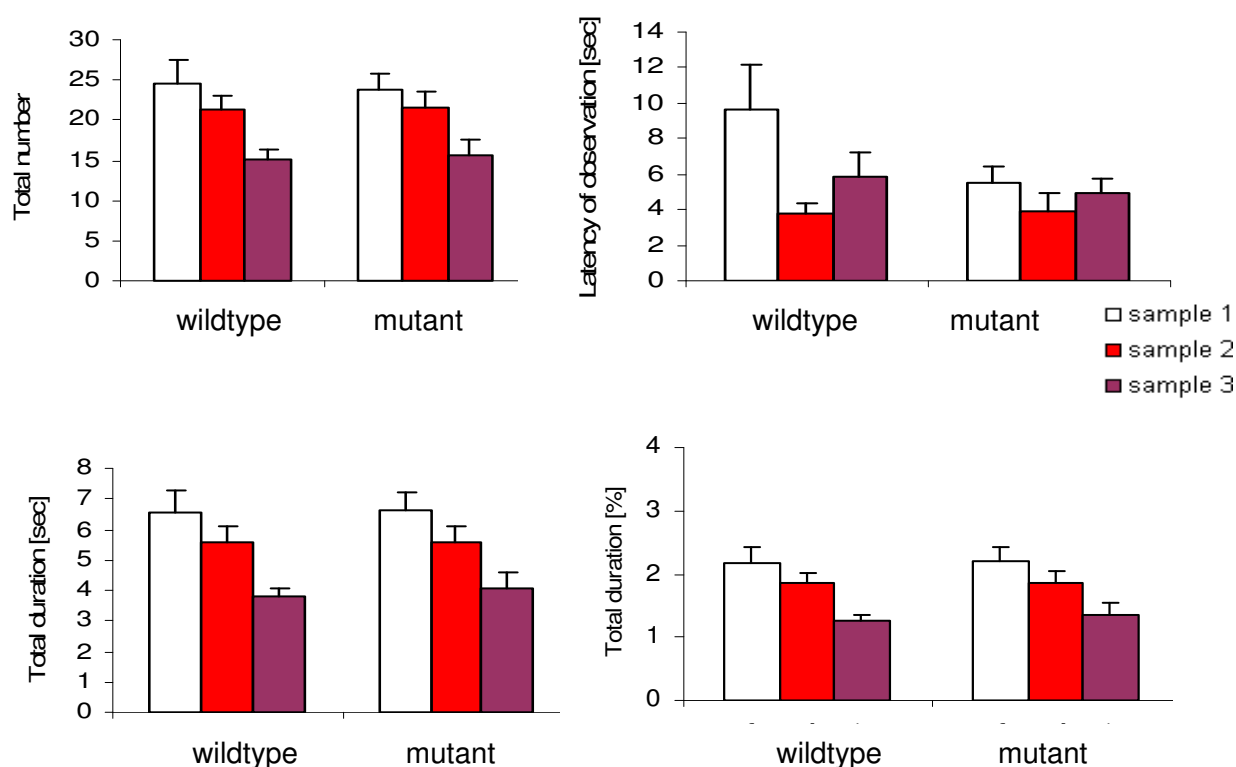 Total number
30
25
20
15
10
5
0
wildtype mutant
Latency of observation [sec]
14
12
10
8
6
4
2
0
wildtype mutant
sample 1
sample 2
sample 3
Total duration [sec]
8
7
6
5
4
3
2
1
0
wildtype mutant
Total duration [%]
4
3
2
1
0
wildtype mutant